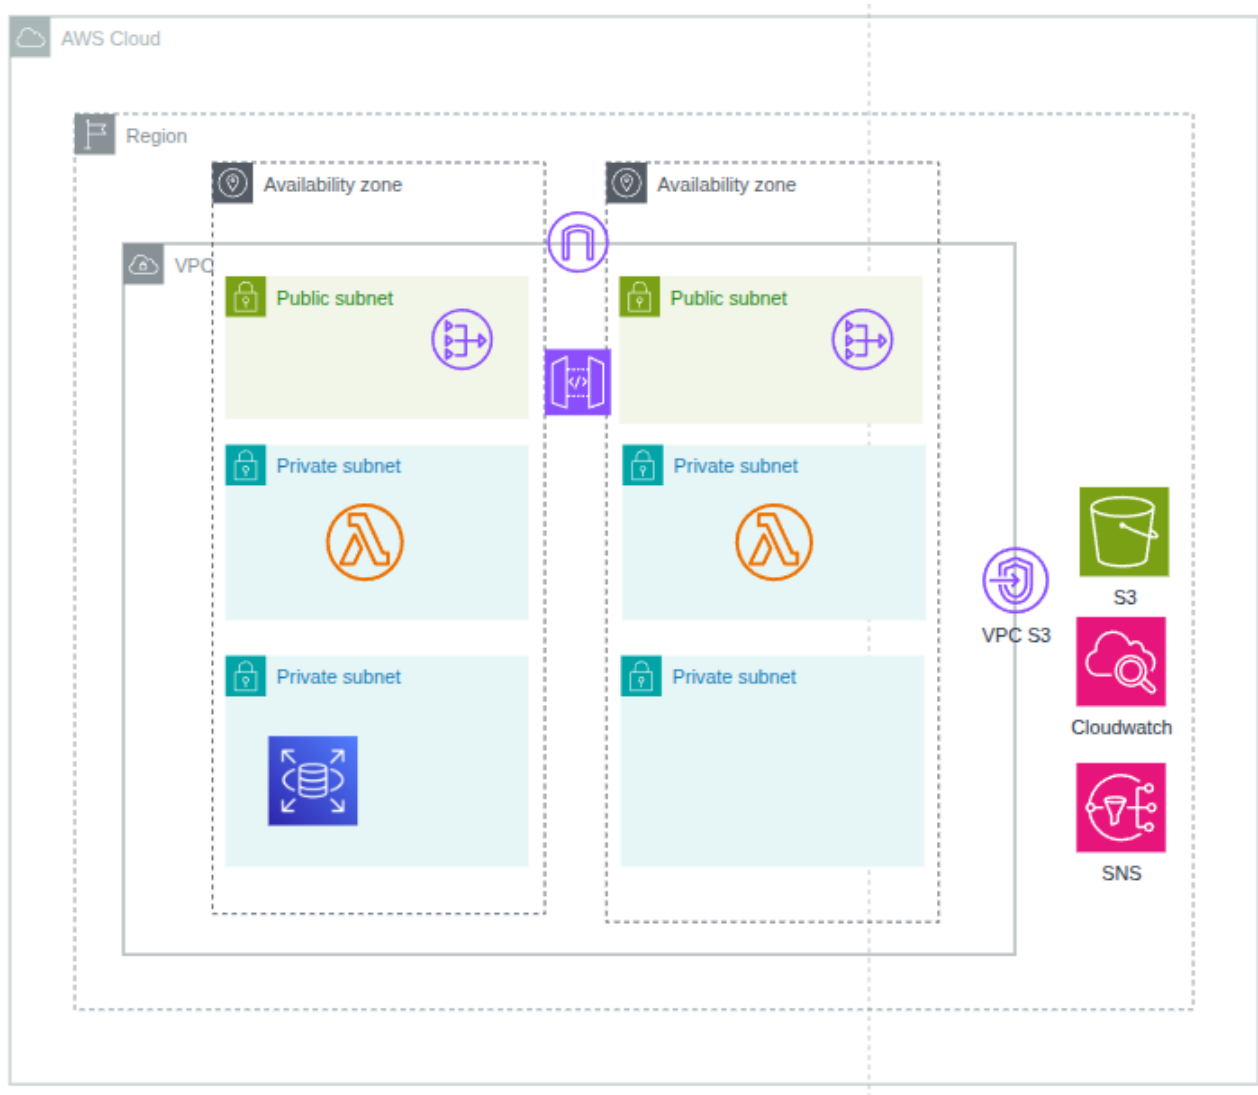 AWS Cloud
Region
Availability zone
Availability zone
VPC
Public subnet
Public subnet
</>
Private subnet
Private subnet
S3
VPC S3
Private subnet
Private subnet
Cloudwatch
SNS